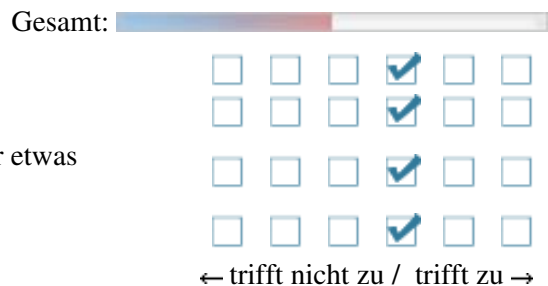 Gesamt:
etwas
← trifft nicht zu / trifft zu →